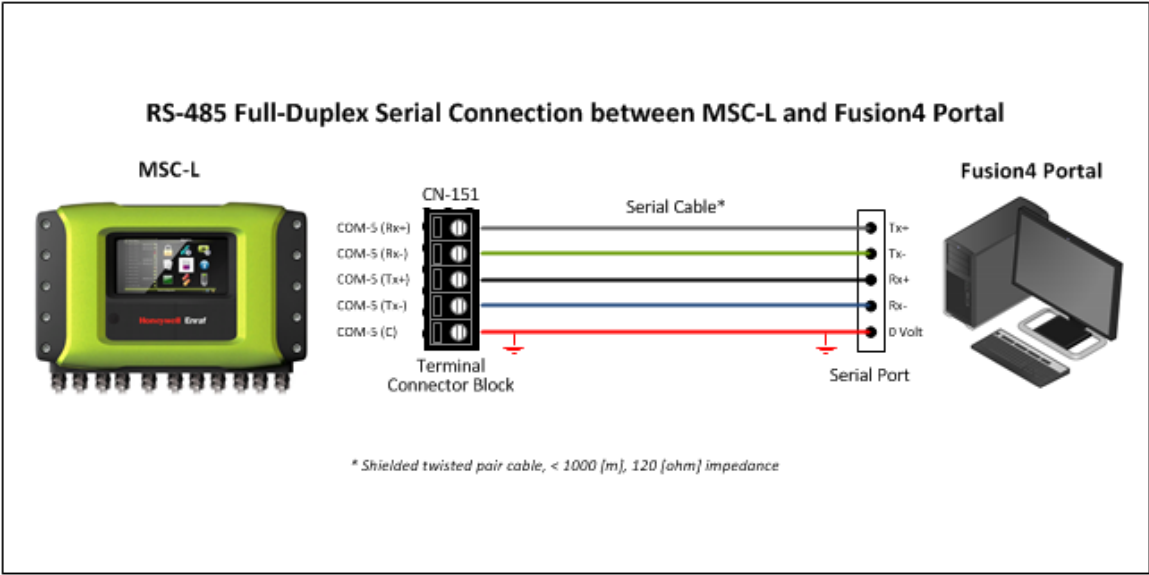 RS-485 Full-Duplex Serial Connection between MSC-L and Fusion4 Portal
MSC-L
Fusion4 Portal
CN-151
Serial Cable*
COM-5 (Rx+)
Tx+
COM-5 (Rx-)
Tx-
COM-5 (Tx+)
Rx+
COM-5 (Tx-)
Rx-
COM-5 (C)
0 Volt
Honeywell Enraf
Terminal
Connector Block
Serial Port
* Shielded twisted pair cable, < 1000 [m], 120 [ohm] impedance